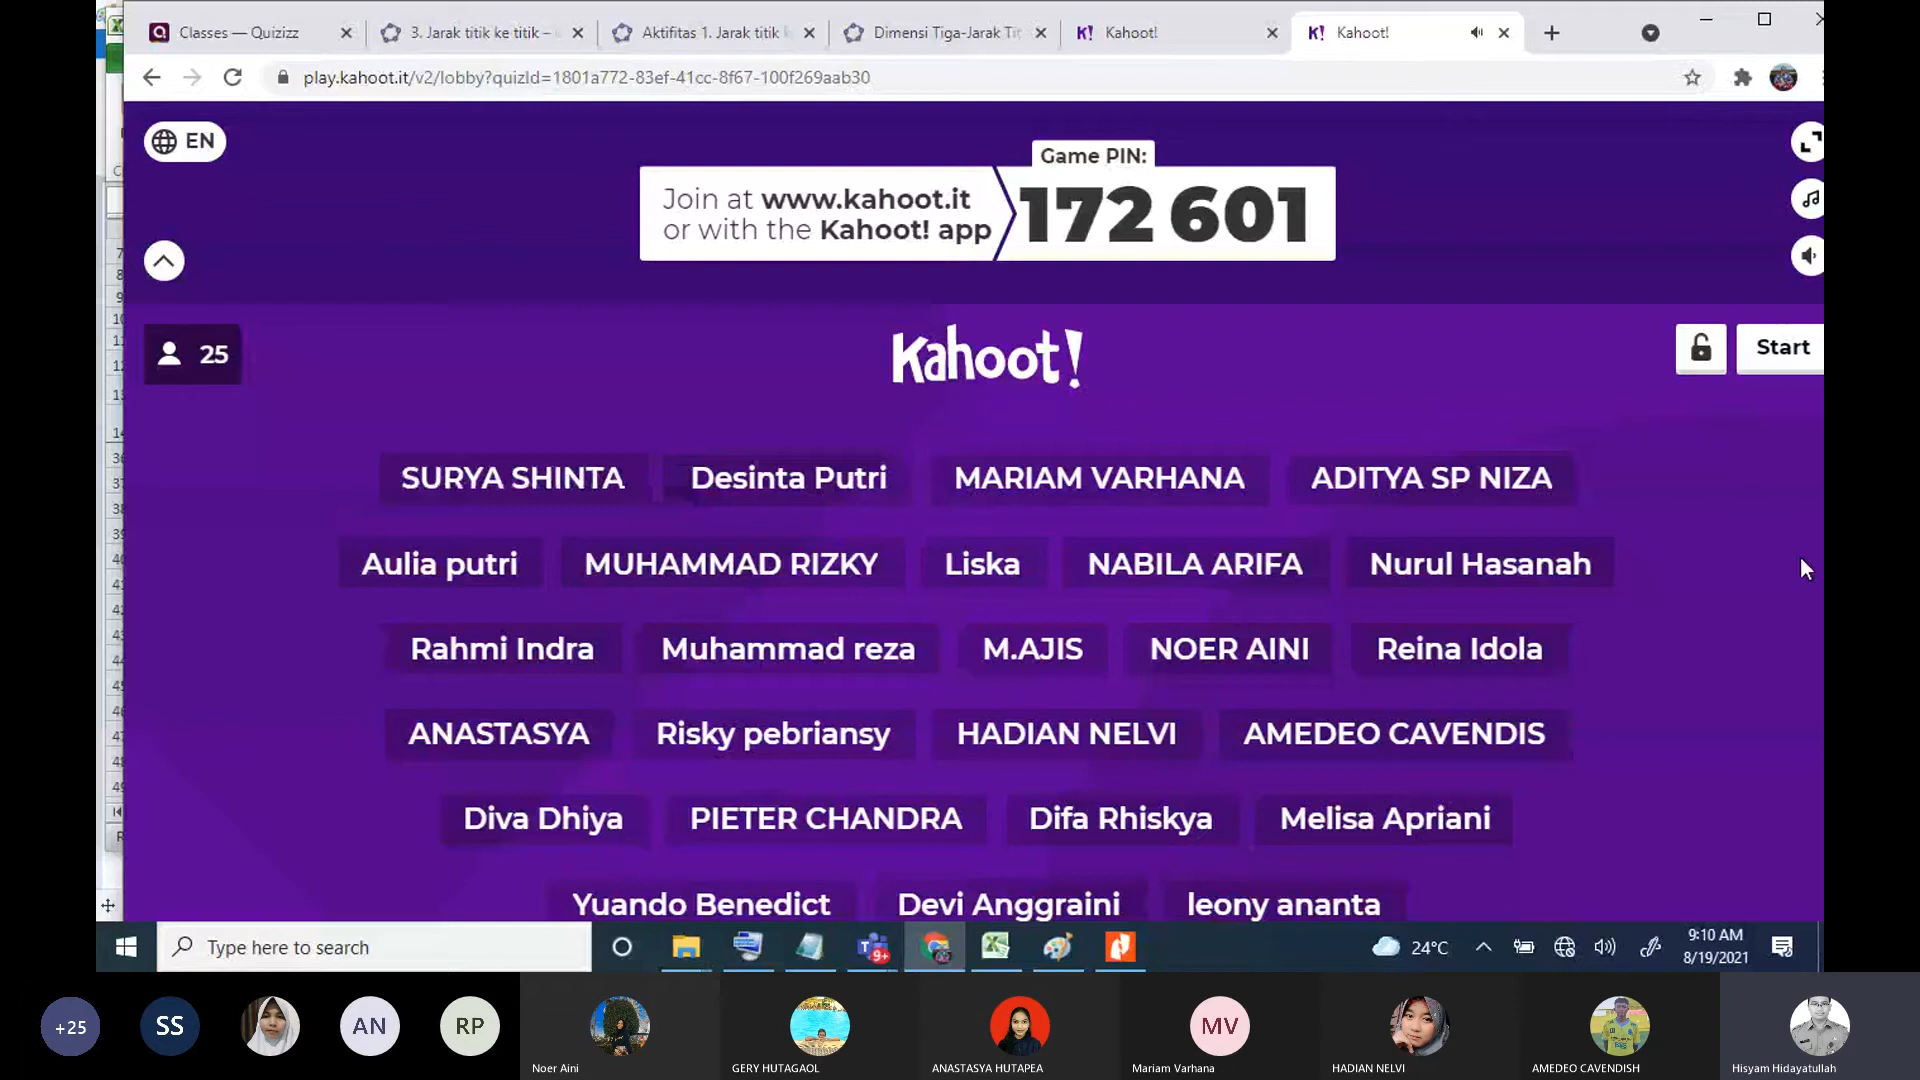 Classes — Quizizz
3. Jarak titik ke titik –
Aktifitas 1. Jarak titik
Dimensi Tiga-Jarak Tit
Kahoot!
Kahoot!
play.kahoot.it/v2/lobby?quizId=1801a772-83ef-41cc-8f67-100f269aab30
EN
Game PIN:
Join at www.kahoot.it
or with the Kahoot! app
172 601
25
Kahoot!
Start
SURYA SHINTA
Desinta Putri
MARIAM VARHANA
ADITYA SP NIZA
Aulia putri
MUHAMMAD RIZKY
Liska
NABILA ARIFA
Nurul Hasanah
Rahmi Indra
Muhammad reza
M.AJIS
NOER AINI
Reina Idola
ANASTASYA
Risky pebriansy
HADIAN NELVI
AMEDEO CAVENDIS
Diva Dhiya
PIETER CHANDRA
Difa Rhiskya
Melisa Apriani
Yuando Benedict
Devi Anggraini
leony ananta
Type here to search
9+
24°C
9:10 AM
8/19/2021
+25
SS
AN
RP
MV
Noer Aini
GERY HUTAGAOL
ANASTASYA HUTAPEA
Mariam Varhana
HADIAN NELVI
AMEDEO CAVENDISH
Hisyam Hidayatullah